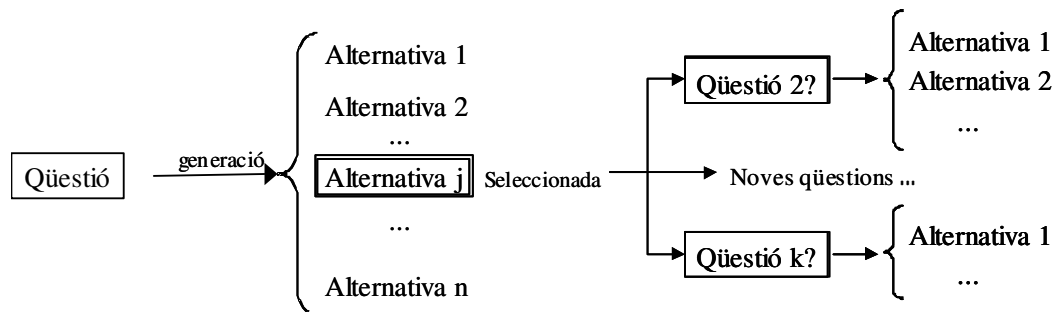 Qüestió
generació
Alternativa 1
Alternativa 2
...
Alternativa j
...
Alternativa n
Seleccionada
Qüestió 2?
Alternativa 1
Alternativa 2
...
Noves qüestions ...
Qüestió k?
Alternativa 1
...